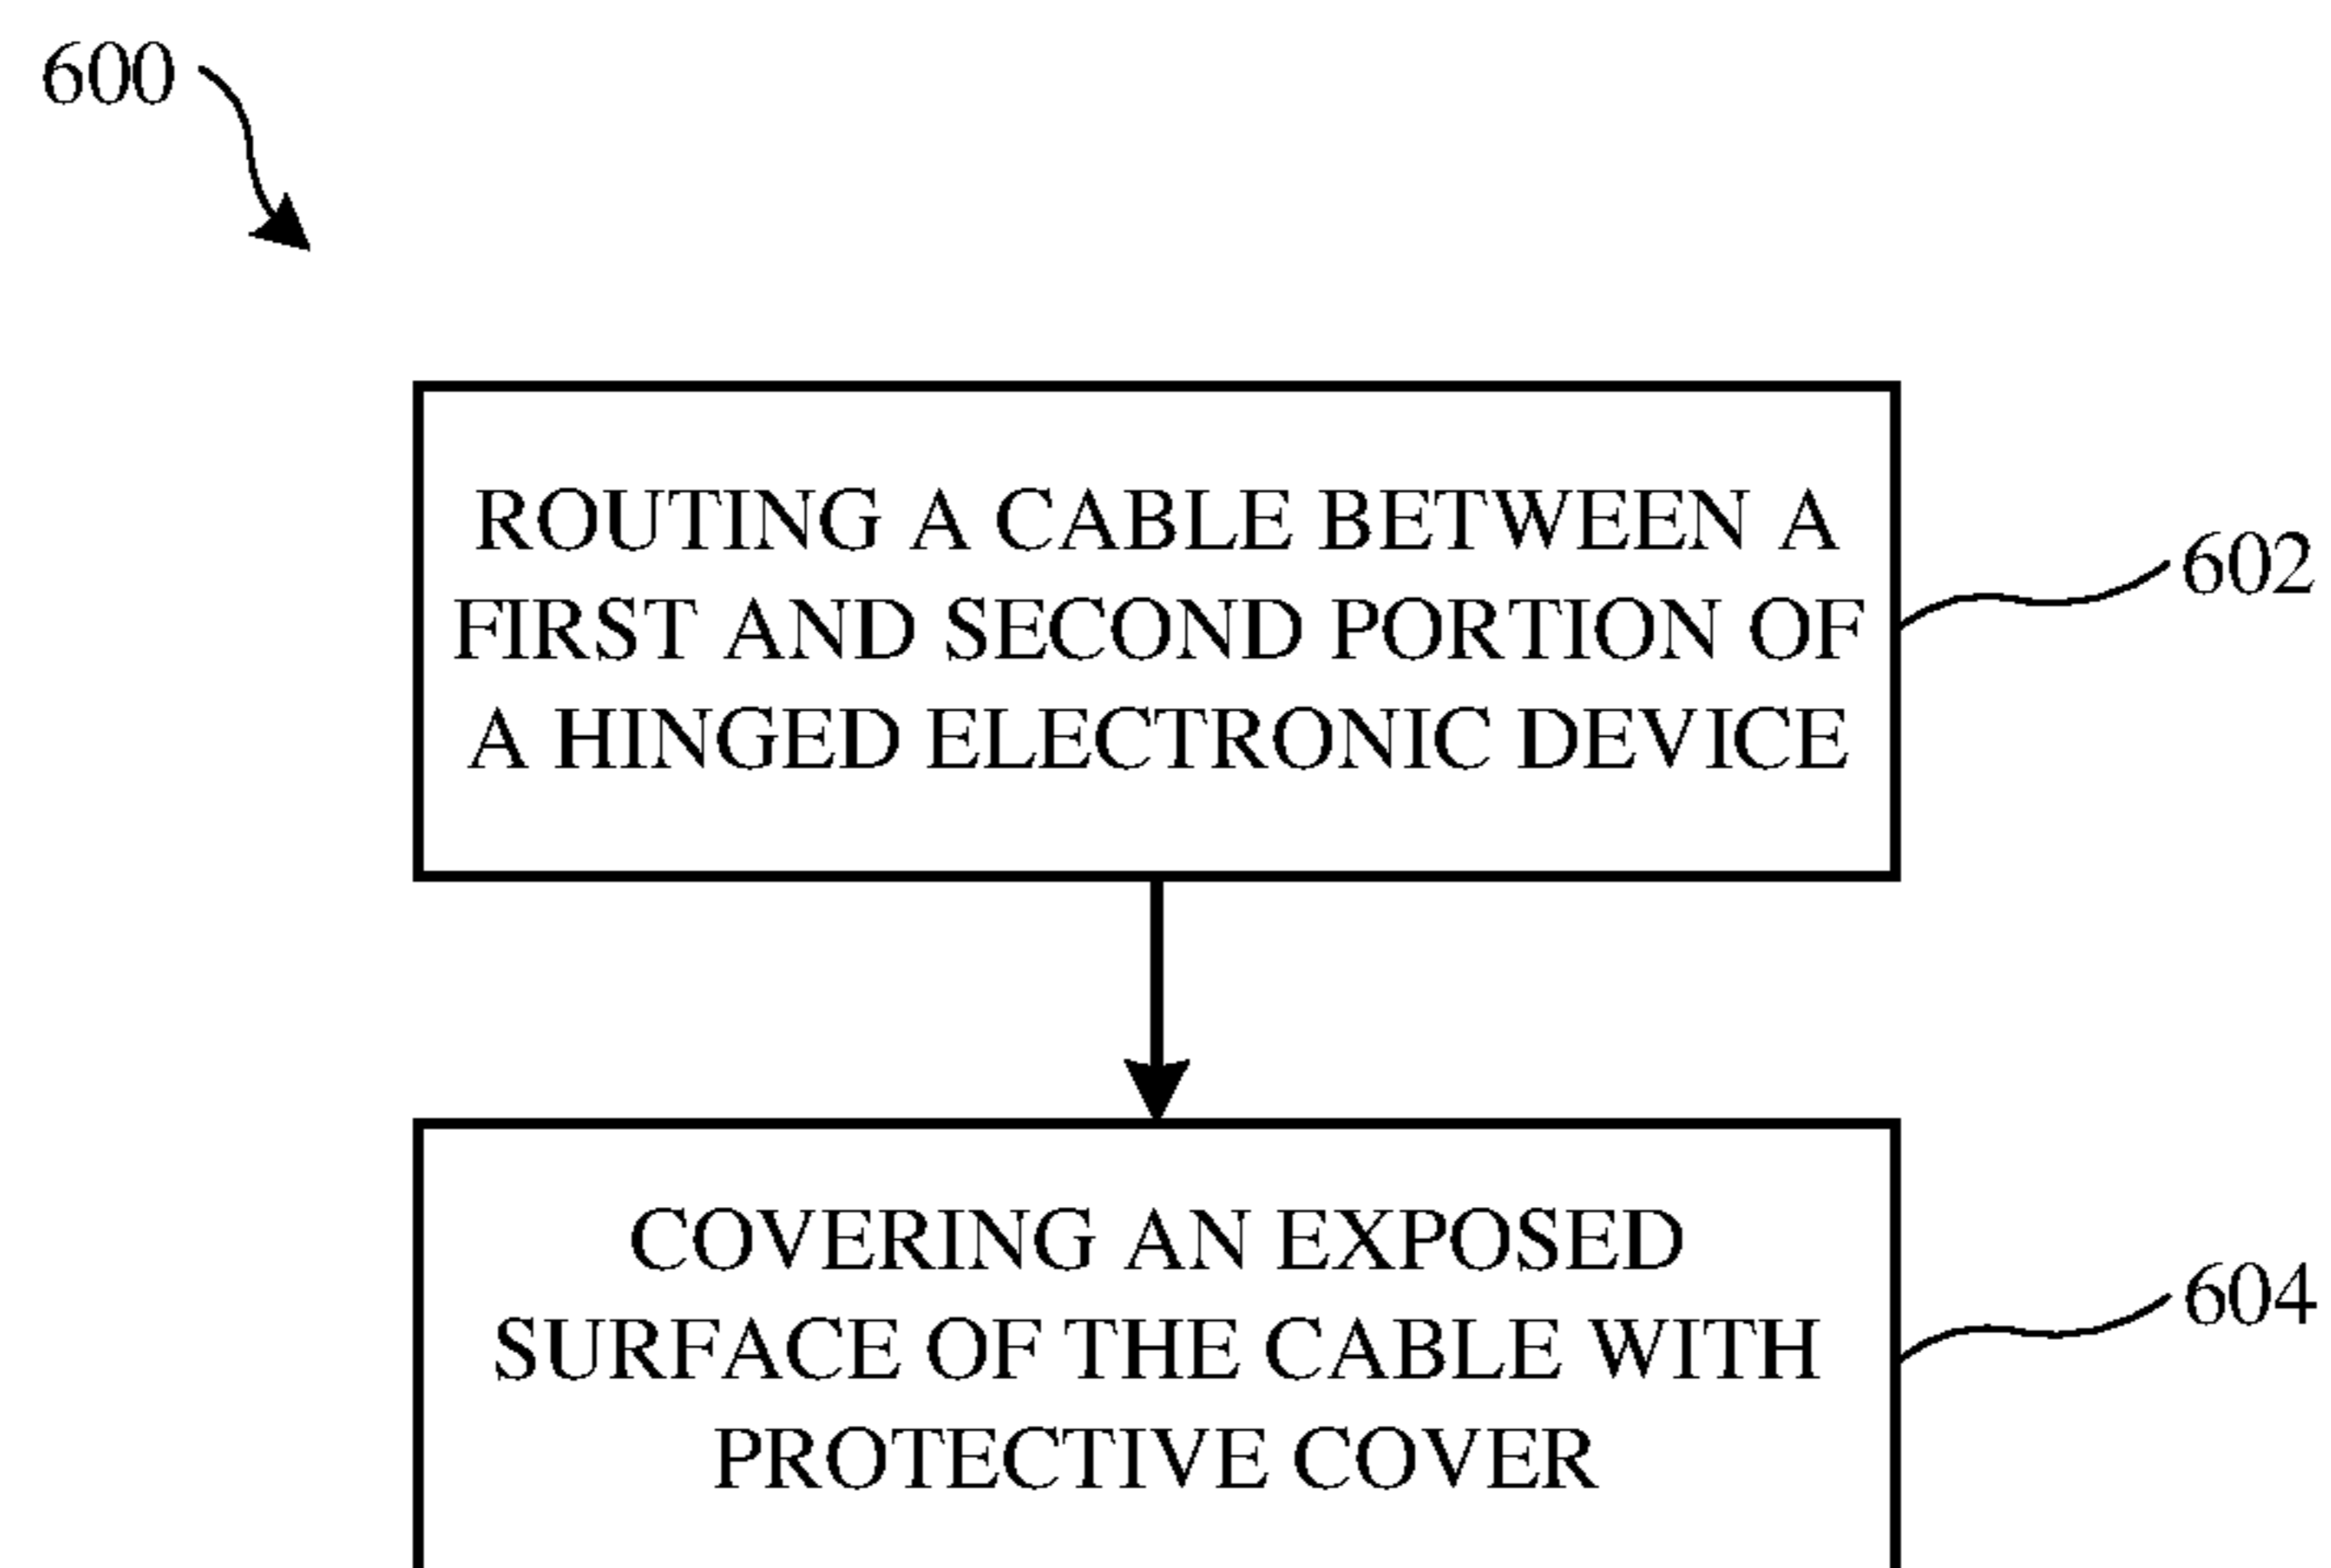 600
ROUTING A CABLE BETWEEN A
FIRST AND SECOND PORTION OF
A HINGED ELECTRONIC DEVICE
602
COVERING AN EXPOSED
SURFACE OF THE CABLE WITH
PROTECTIVE COVER
604